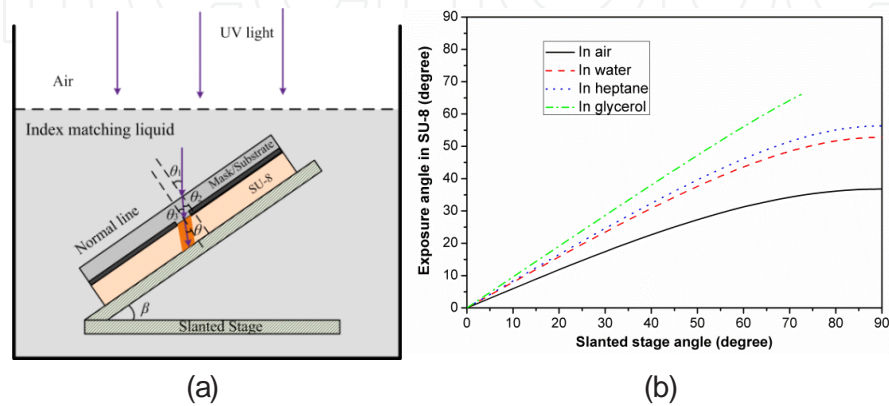 UV light
Air
Index matching liquid
θ₁
Mask/Substrate
θ₂
SU-8
θ₃
Normal line
θ
β
Slanted Stage
(a)
In air
In water
In heptane
In glycerol
Exposure angle in SU-8 (degree)
90
80
70
60
50
40
30
20
10
0
0 10 20 30 40 50 60 70 80 90
Slanted stage angle (degree)
(b)